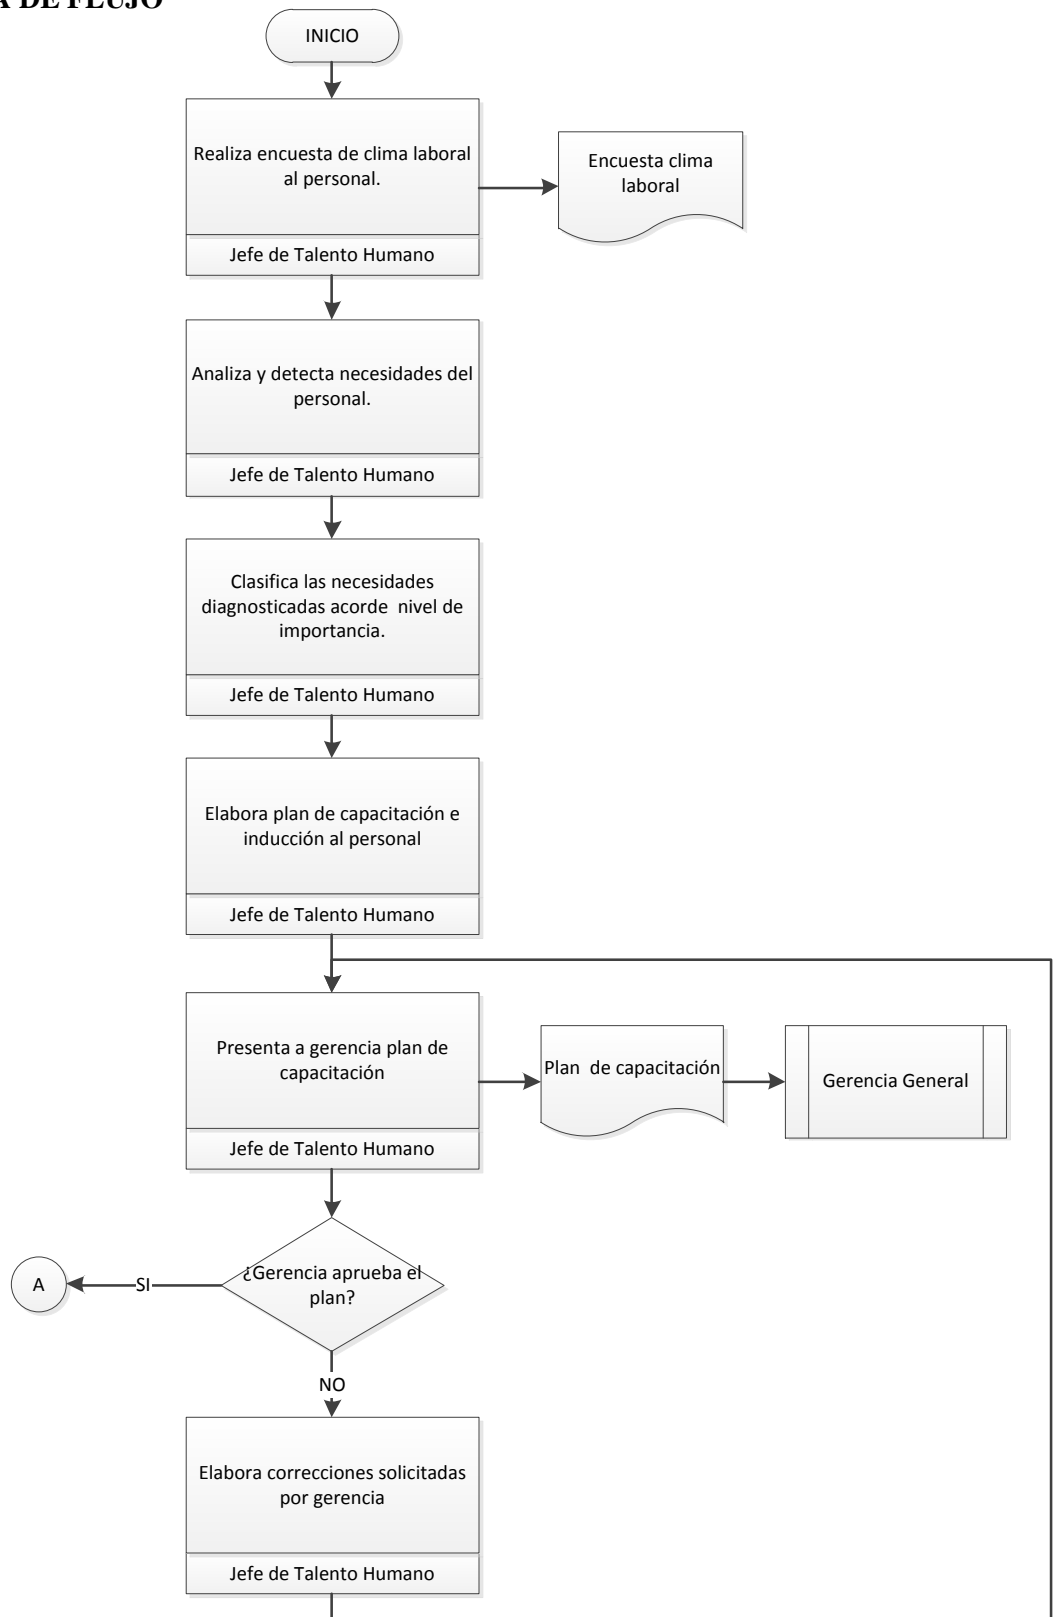 A DE FLUJO
INICIO
Realiza encuesta de clima laboral
al personal.
Jefe de Talento Humano
Encuesta clima
laboral
Analiza y detecta necesidades del
personal.
Jefe de Talento Humano
Clasifica las necesidades
diagnosticadas acorde  nivel de
importancia.
Jefe de Talento Humano
Elabora plan de capacitación e
inducción al personal
Jefe de Talento Humano
Presenta a gerencia plan de
capacitación
Jefe de Talento Humano
Plan  de capacitación
Gerencia General
¿Gerencia aprueba el
plan?
SI
A
NO
Elabora correcciones solicitadas
por gerencia
Jefe de Talento Humano